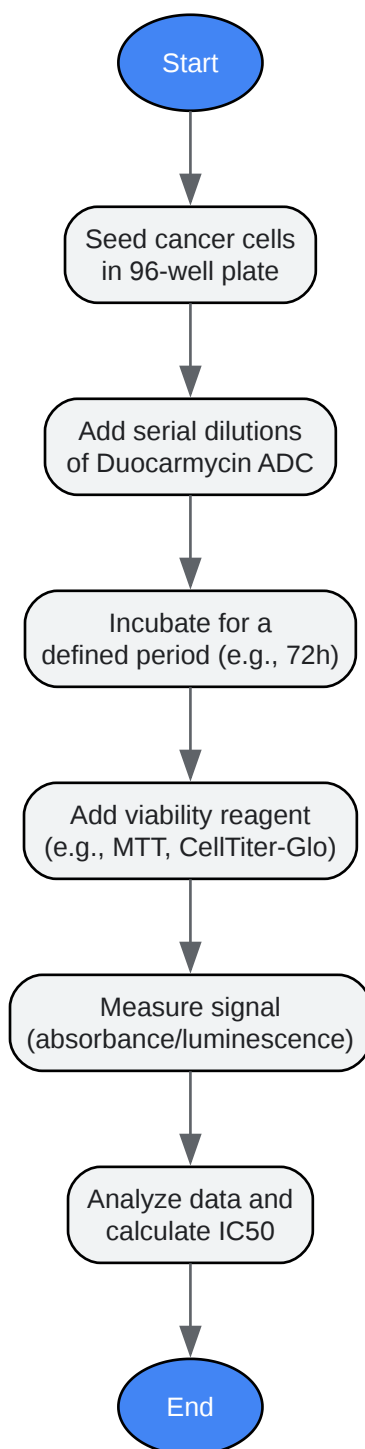 Start
Seed cancer cells
in 96-well plate
Add serial dilutions
of Duocarmycin ADC
Incubate for a
defined period (e.g., 72h)
Add viability reagent
(e.g., MTT, CellTiter-Glo)
Measure signal
(absorbance/luminescence)
Analyze data and
calculate IC50
End